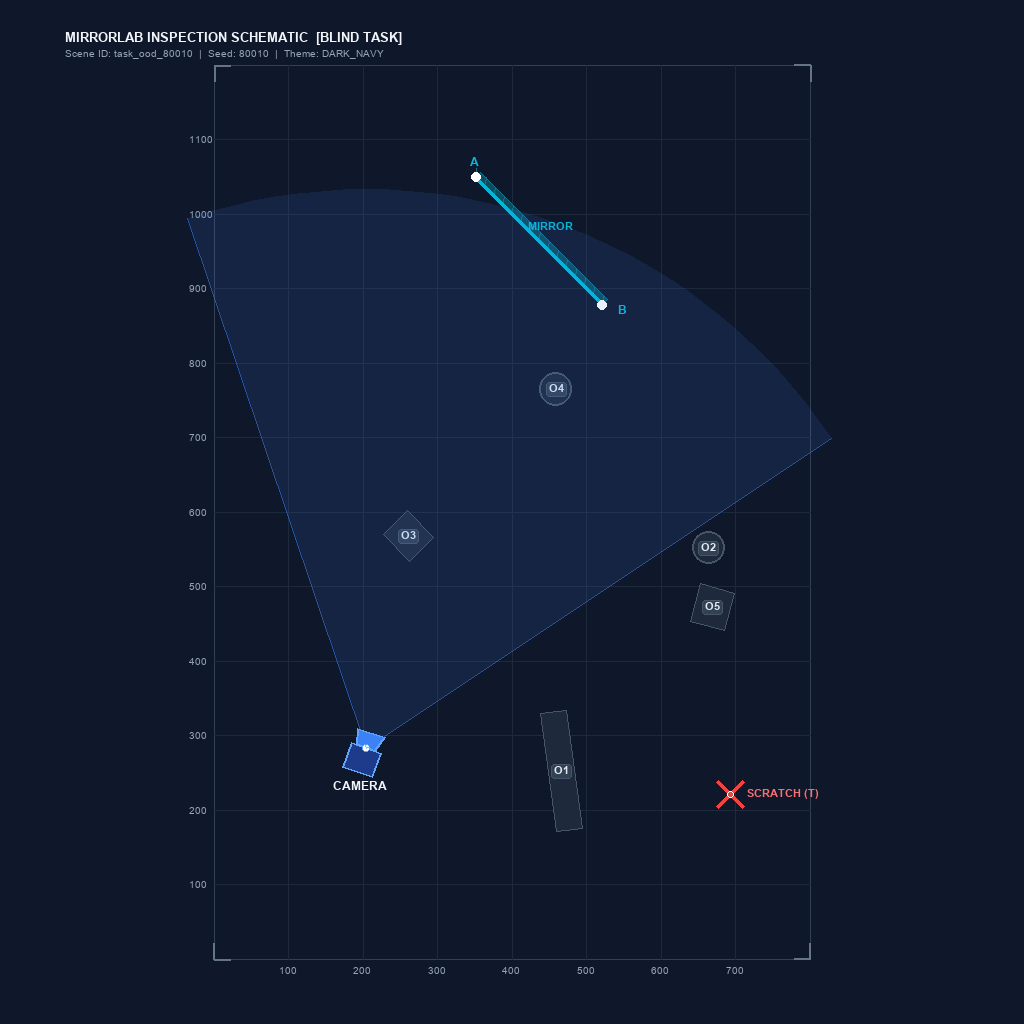 MIRRORLAB INSPECTION SCHEMATIC [BLIND TASK]
Scene ID: task_ood_80010 | Seed: 80010 | Theme: DARK_NAVY
1100
A
1000
MIRROR
900
B
800
O4
700
600
O3
O2
500
O5
400
300
O1
CAMERA
SCRATCH (T)
200
100
100 200 300 400 500 600 700